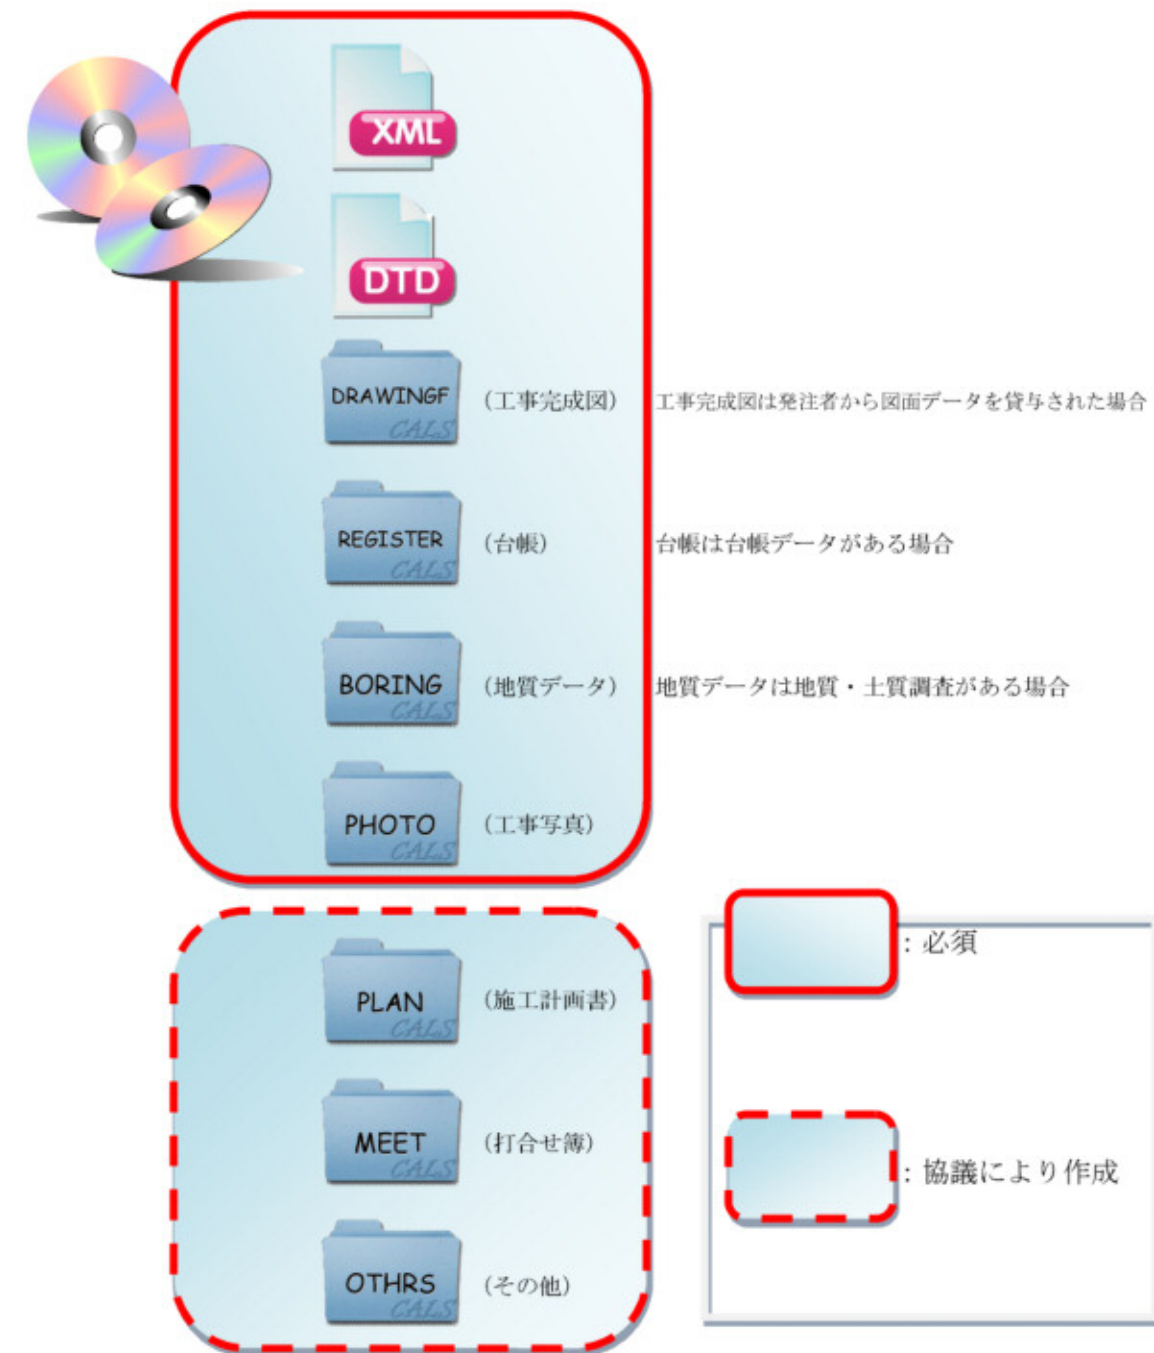 XML
DTD
DRAWINGF
CALS
(工事完成図)
工事完成図は発注者から図面データを貸与された場合
REGISTER
CALS
(台帳)
台帳は台帳データがある場合
BORING
CALS
(地質データ)
地質データは地質・土質調査がある場合
PHOTO
CALS
(工事写真)
:必須
PLAN
CALS
(施工計画書)
MEET
CALS
(打合せ簿)
:協議により作成
OTHRS
CALS
(その他)